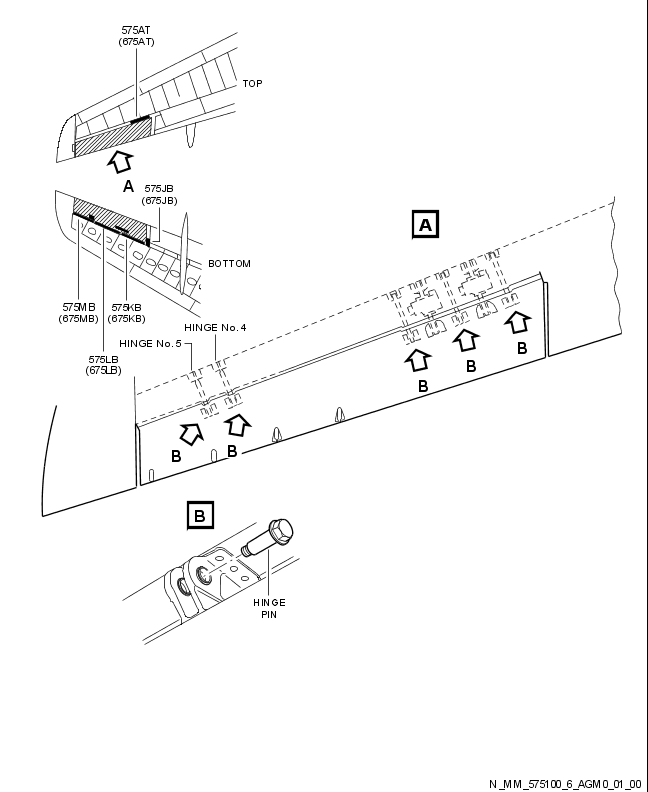 575AT
(675AT)
TOP
A
575JB
(675JB)
A
BOTTOM
575MB
(675MB)
575KB
(675KB)
HINGE No. 4
HINGE No. 5
575LB
(675LB)
B
B
B
B
B
B
HINGE
PIN
N_MM_575100_6_AGM0_01_00